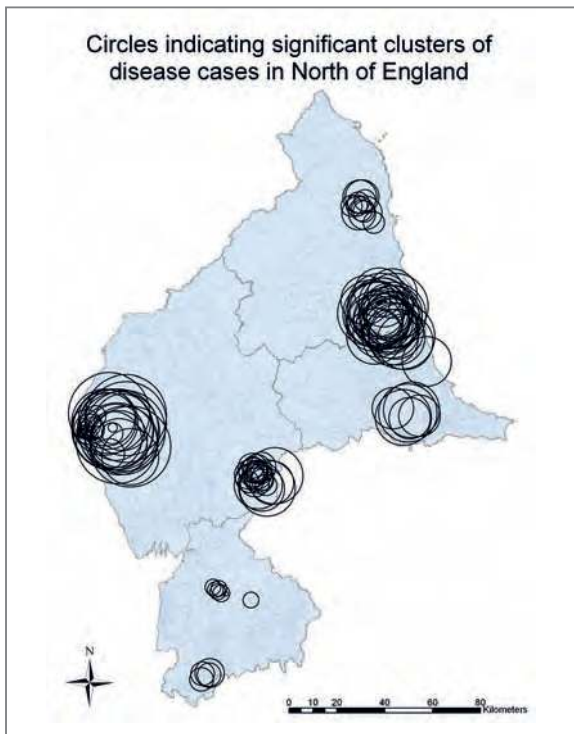 Circles indicating significant clusters of
disease cases in North of England
N
0 10 20 40 60 80
Kilometers